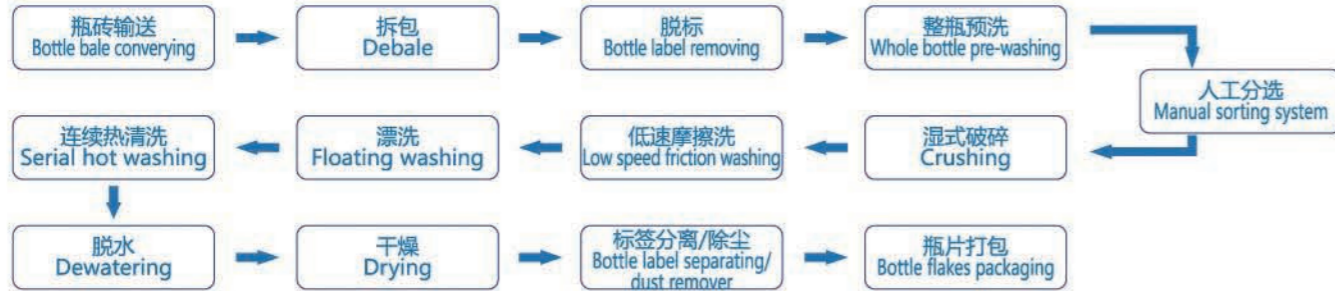 瓶砖输送
Bottle bale converying
拆包
Debale
脱标
Bottle label removing
整瓶预洗
Whole bottle pre-washing
人工分选
Manual sorting system
湿式破碎
Crushing
低速摩擦洗
Low speed friction washing
漂洗
Floating washing
连续热清洗
Serial hot washing
脱水
Dewatering
干燥
Drying
标签分离/除尘
Bottle label separating/
dust remover
瓶片打包
Bottle flakes packaging